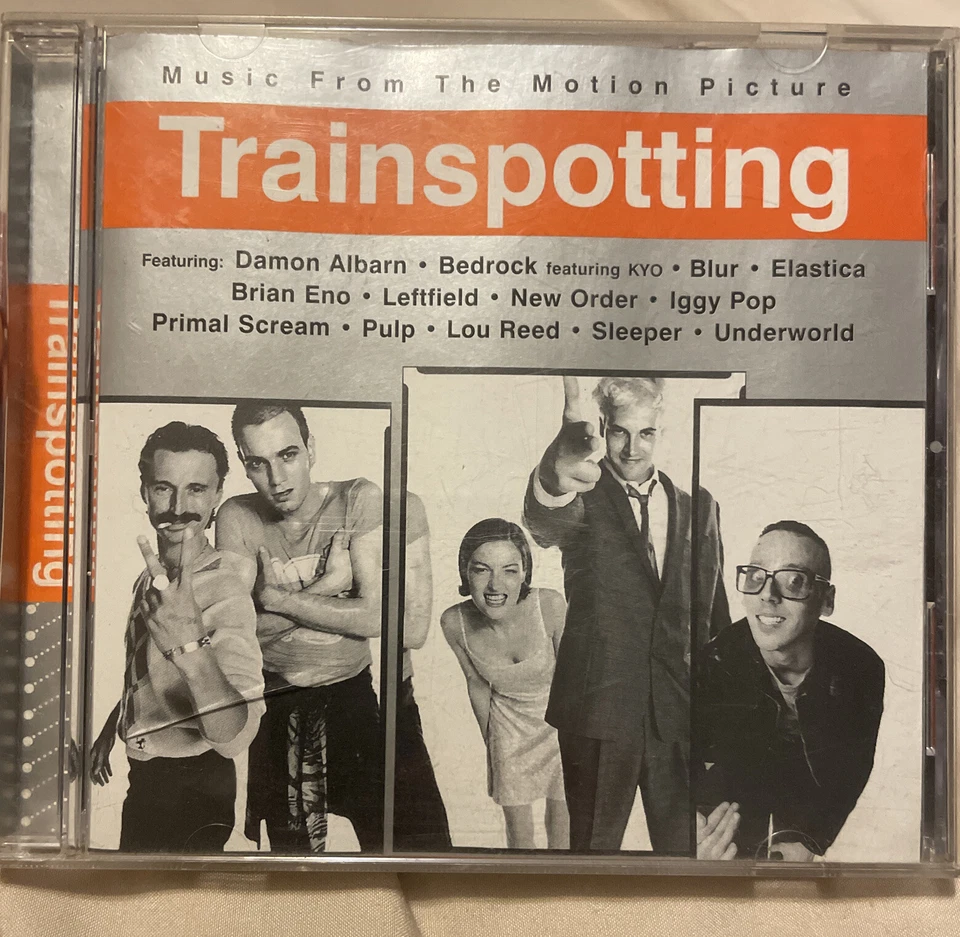 Music From The Motion Picture
Trainspotting
Featuring: Damon Albarn • Bedrock featuring KYO • Blur • Elastica
Brian Eno • Leftfield • New Order • Iggy Pop
Primal Scream • Pulp • Lou Reed • Sleeper • Underworld
Trainspotting